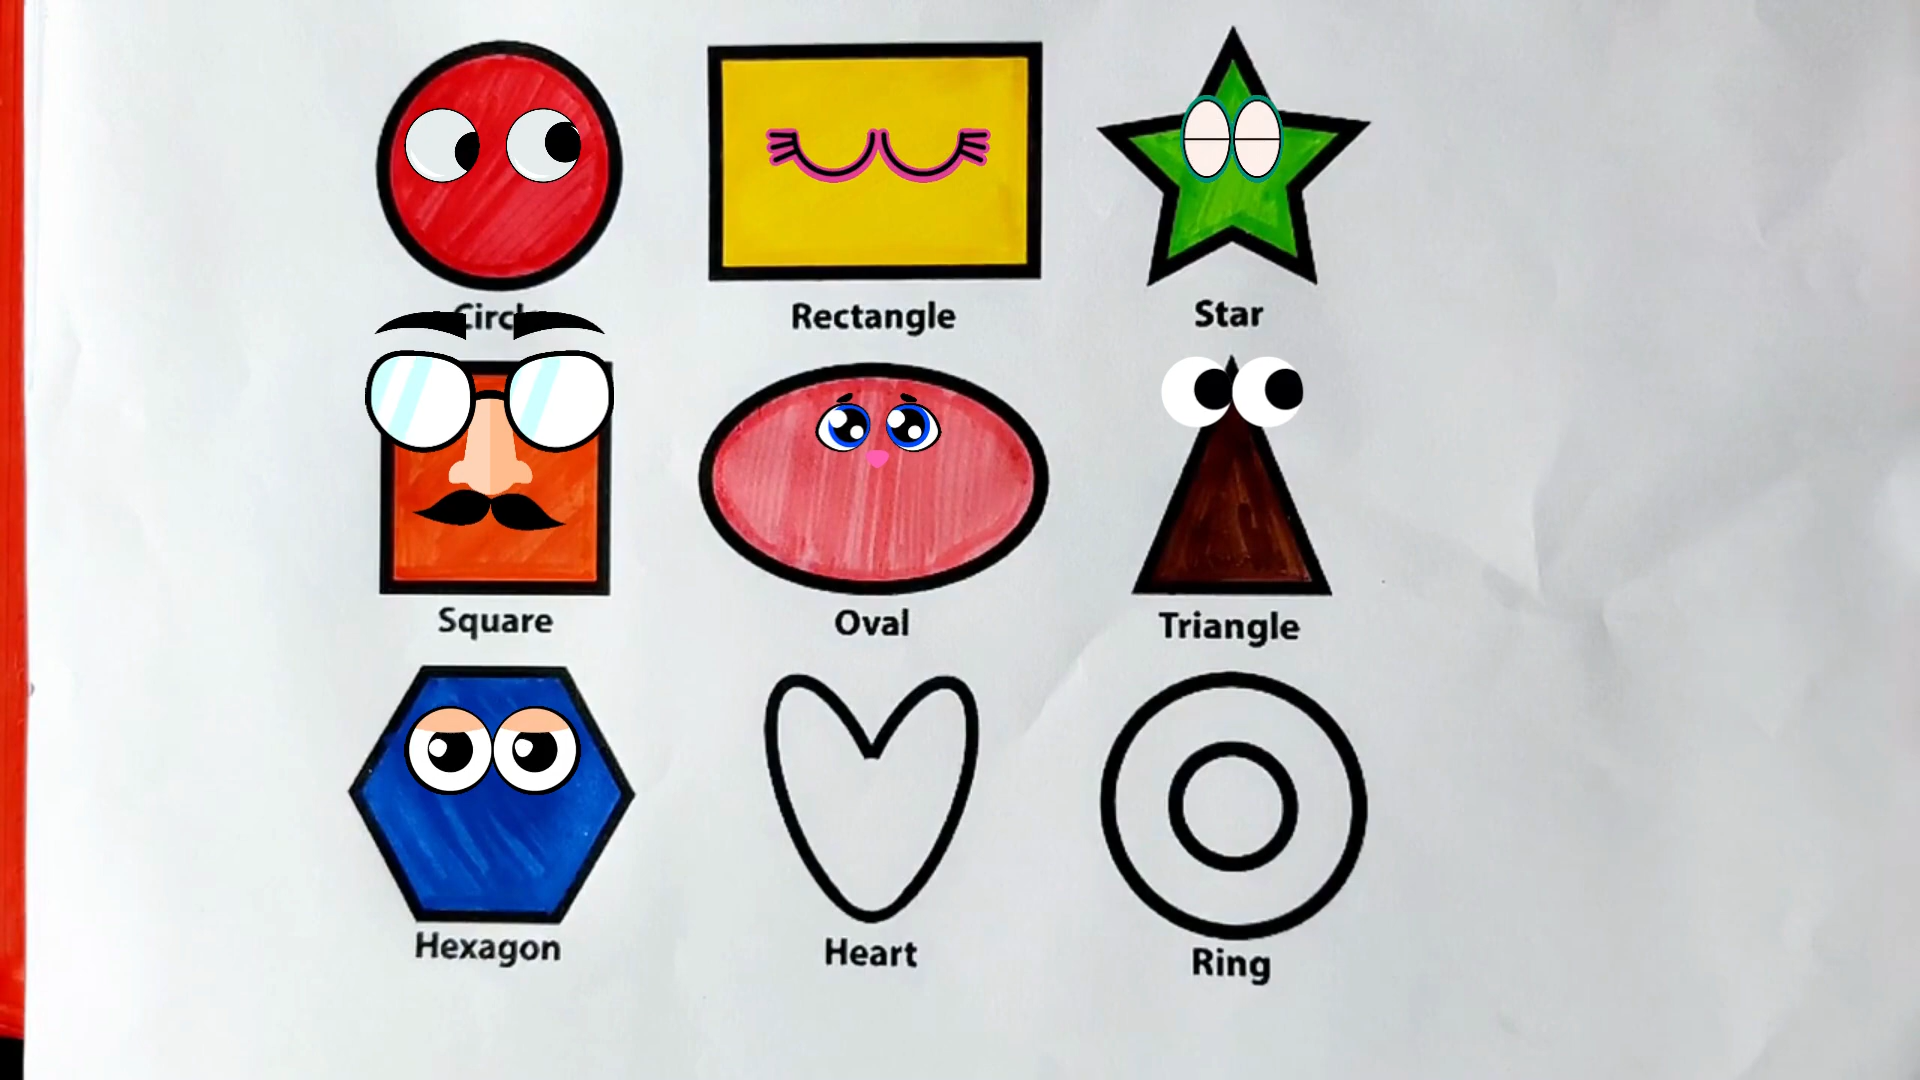 Rectangle
Star
Square
Oval
Triangle
Hexagon
Heart
Ring